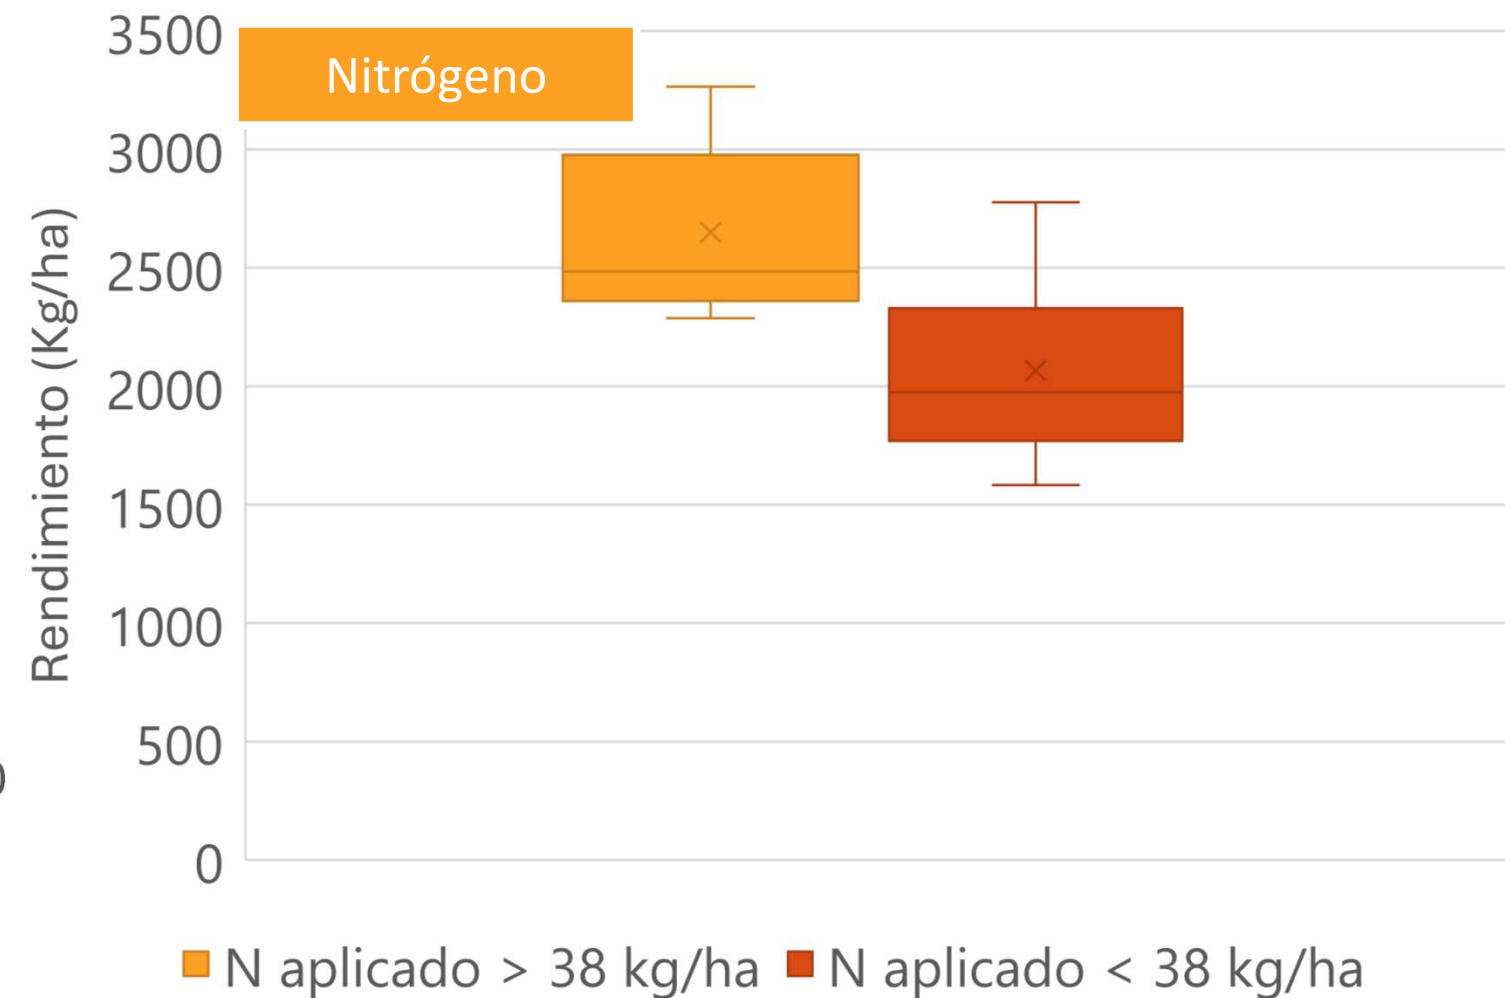 Nitrógeno
3500
3000
2500
2000
1500
1000
500
0
Rendimiento (Kg/ha)
N aplicado > 38 kg/ha
N aplicado < 38 kg/ha